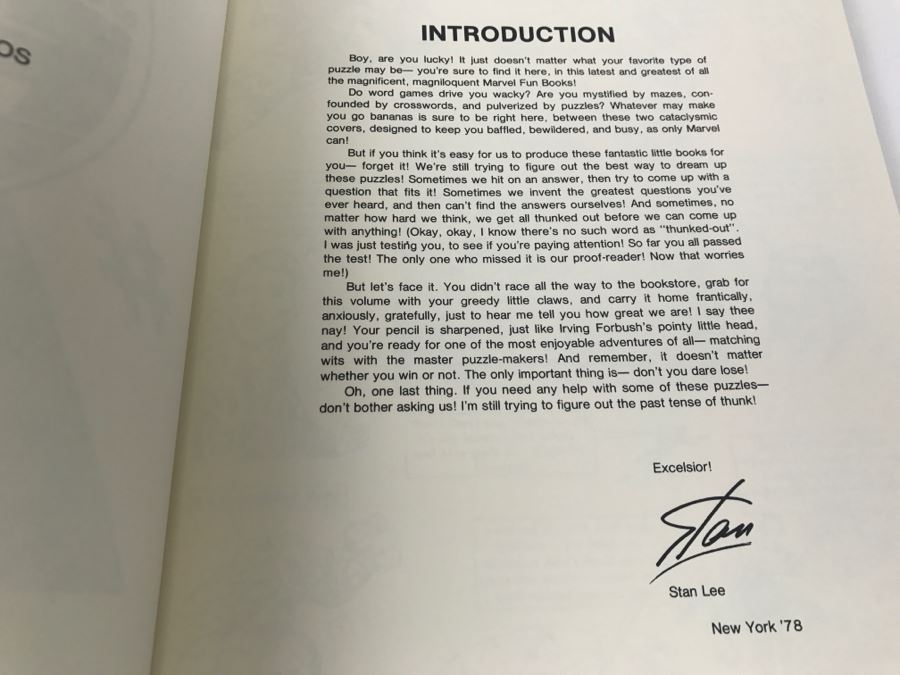 OS
INTRODUCTION
Boy, are you lucky! It just doesn't matter what your favorite type of
puzzle may be— you're sure to find it here, in this latest and greatest of all
the magnificent, magniloquent Marvel Fun Books!
Do word games drive you wacky? Are you mystified by mazes, con-
founded by crosswords, and pulverized by puzzles? Whatever may make
you go bananas is sure to be right here, between these two cataclysmic
covers, designed to keep you baffled, bewildered, and busy, as only Marvel
can!
But if you think it's easy for us to produce these fantastic little books for
you— forget it! We're still trying to figure out the best way to dream up
these puzzles! Sometimes we hit on an answer, then try to come up with a
question that fits it! Sometimes we invent the greatest questions you've
ever heard, and then can't find the answers ourselves! And sometimes, no
matter how hard we think, we get all thunked out before we can come up
with anything! (Okay, okay, I know there's no such word as "thunked-out".
I was just testing you, to see if you're paying attention! So far you all passed
the test! The only one who missed it is our proof-reader! Now that worries
me!)
But let's face it. You didn't race all the way to the bookstore, grab for
this volume with your greedy little claws, and carry it home frantically,
anxiously, gratefully, just to hear me tell you how great we are! I say thee
nay! Your pencil is sharpened, just like Irving Forbush's pointy little head,
and you're ready for one of the most enjoyable adventures of all— matching
wits with the master puzzle-makers! And remember, it doesn't matter
whether you win or not. The only important thing is— don't you dare lose!
Oh, one last thing. If you need any help with some of these puzzles—
don't bother asking us! I'm still trying to figure out the past tense of thunk!
Excelsior!
Stan
Stan Lee
New York '78